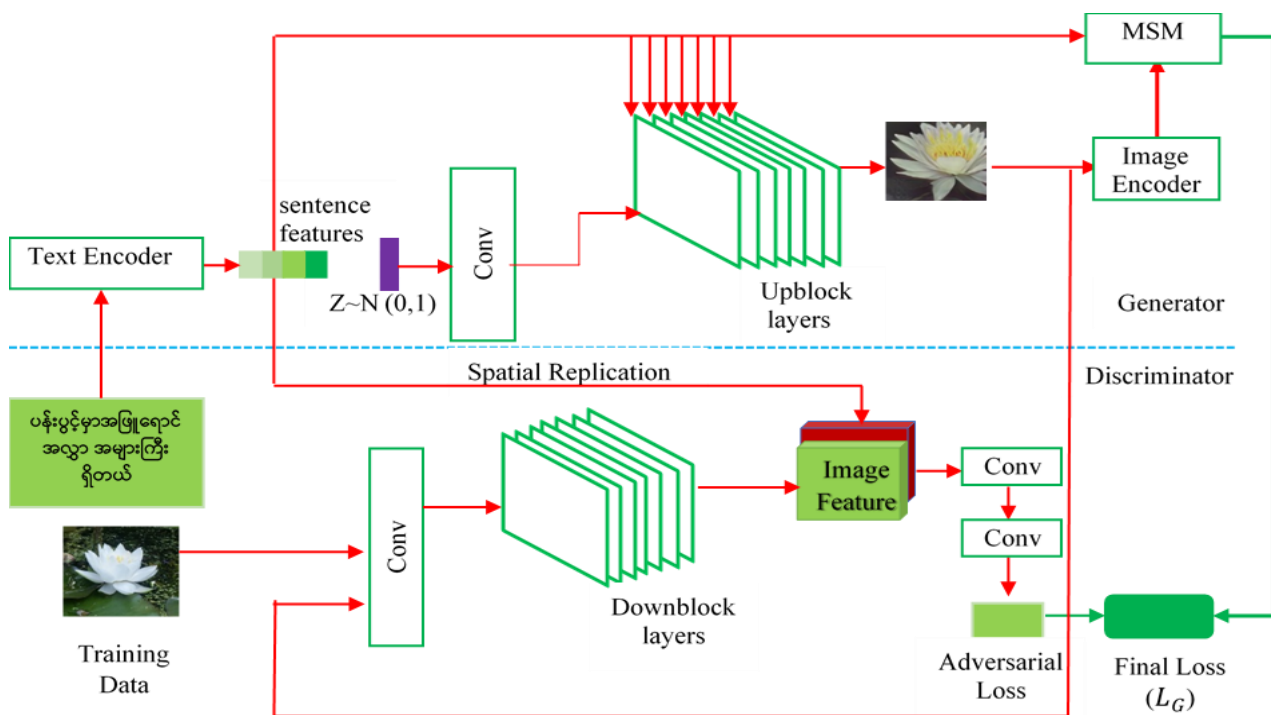 MSM
Image
Encoder
sentence
features
Text Encoder
Conv
Z~N (0,1)
Upblock
layers
Generator
Spatial Replication
Discriminator
ပန်းပွင့်မှာအဖြူရောင်
အလွှာ အများကြီး
ရှိတယ်
Conv
Image
Feature
Conv
Conv
Downblock
layers
Training
Data
Adversarial
Loss
Final Loss
(L_G)